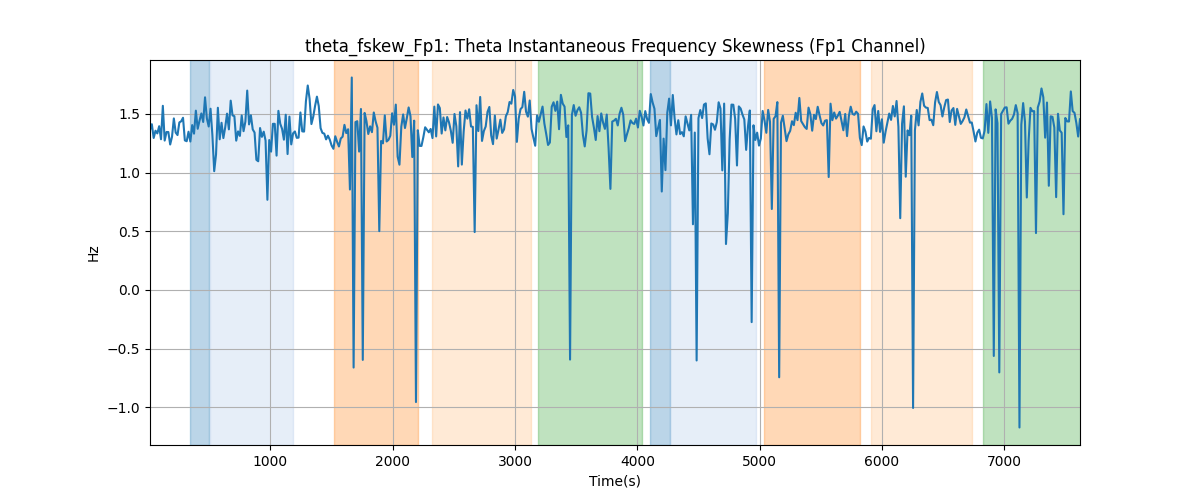 theta_fskew_Fp1: Theta Instantaneous Frequency Skewness (Fp1 Channel)
Hz
1.5
1.0
0.5
0.0
−0.5
−1.0
1000 2000 3000 4000 5000 6000 7000
Time(s)